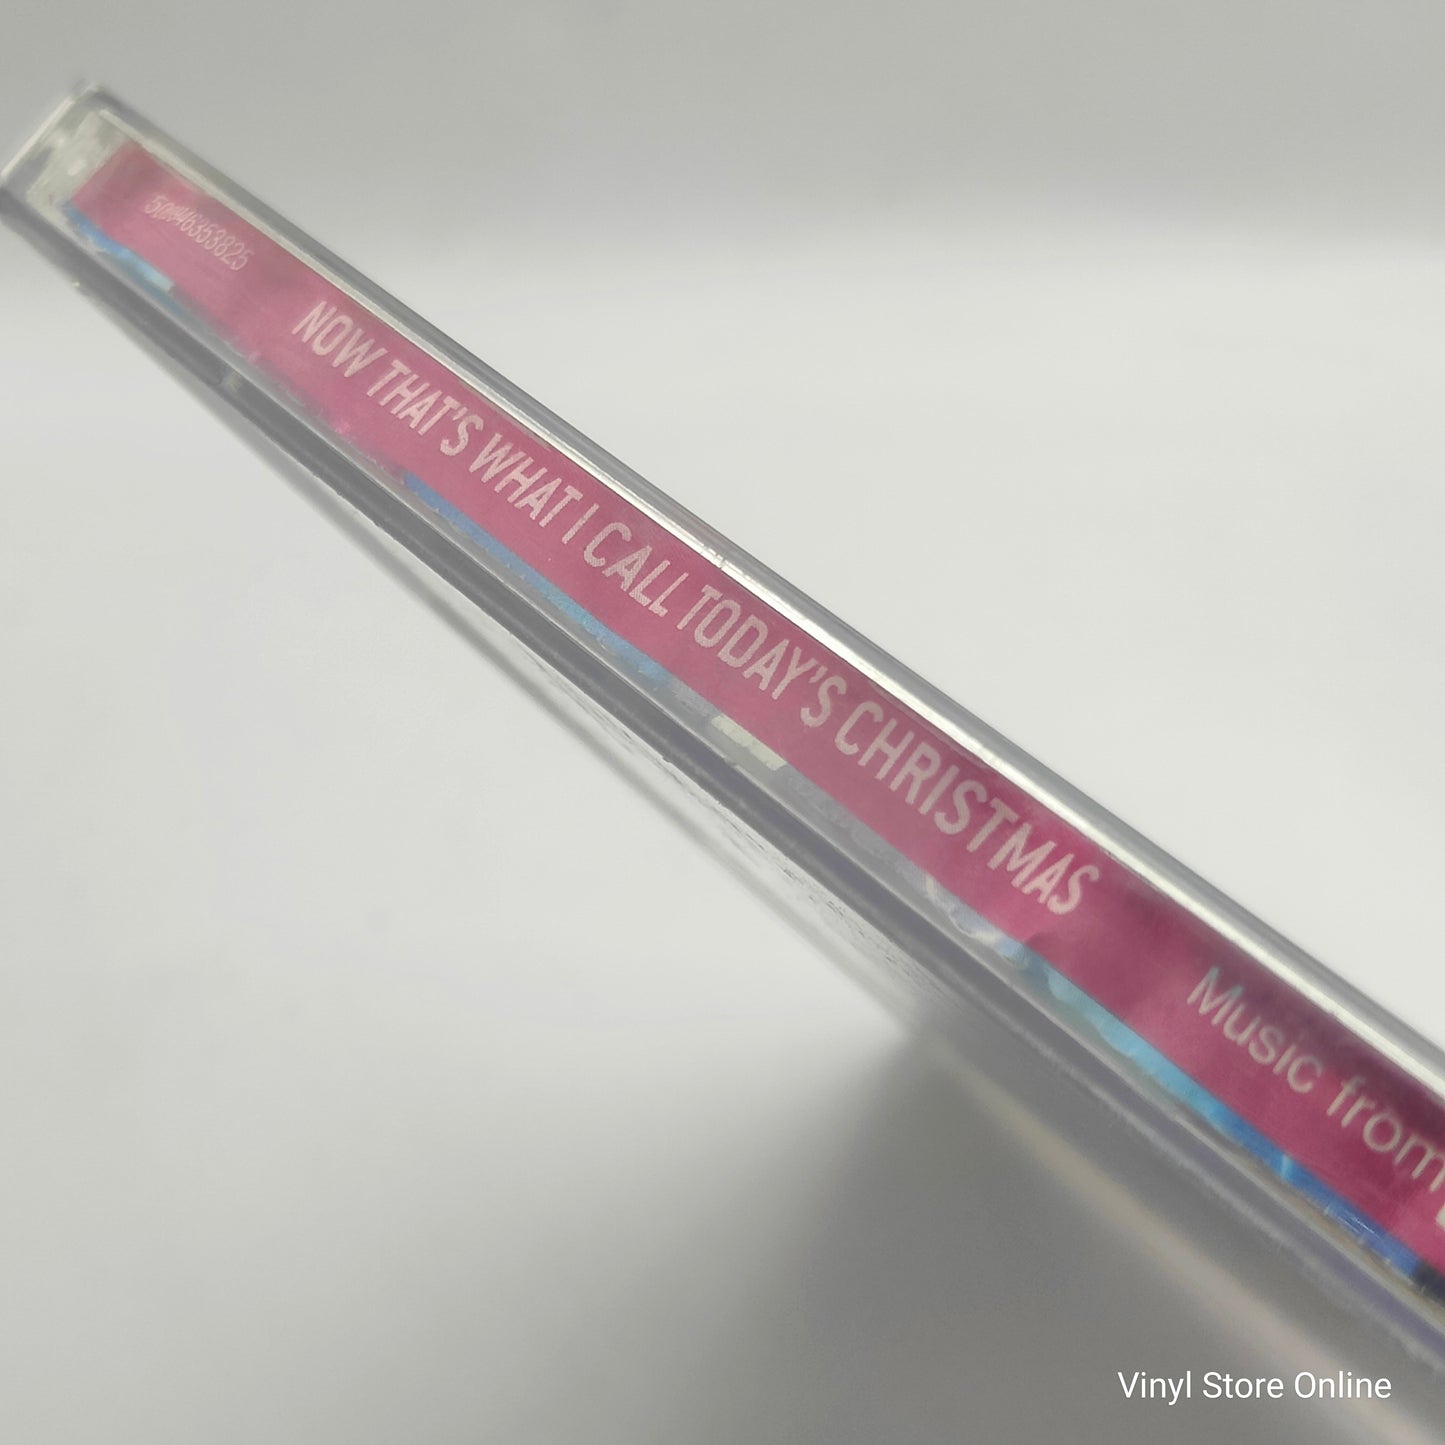 NOW THAT'S WHAT I CALL TODAY'S CHRISTMAS
Music from
Vinyl Store Online